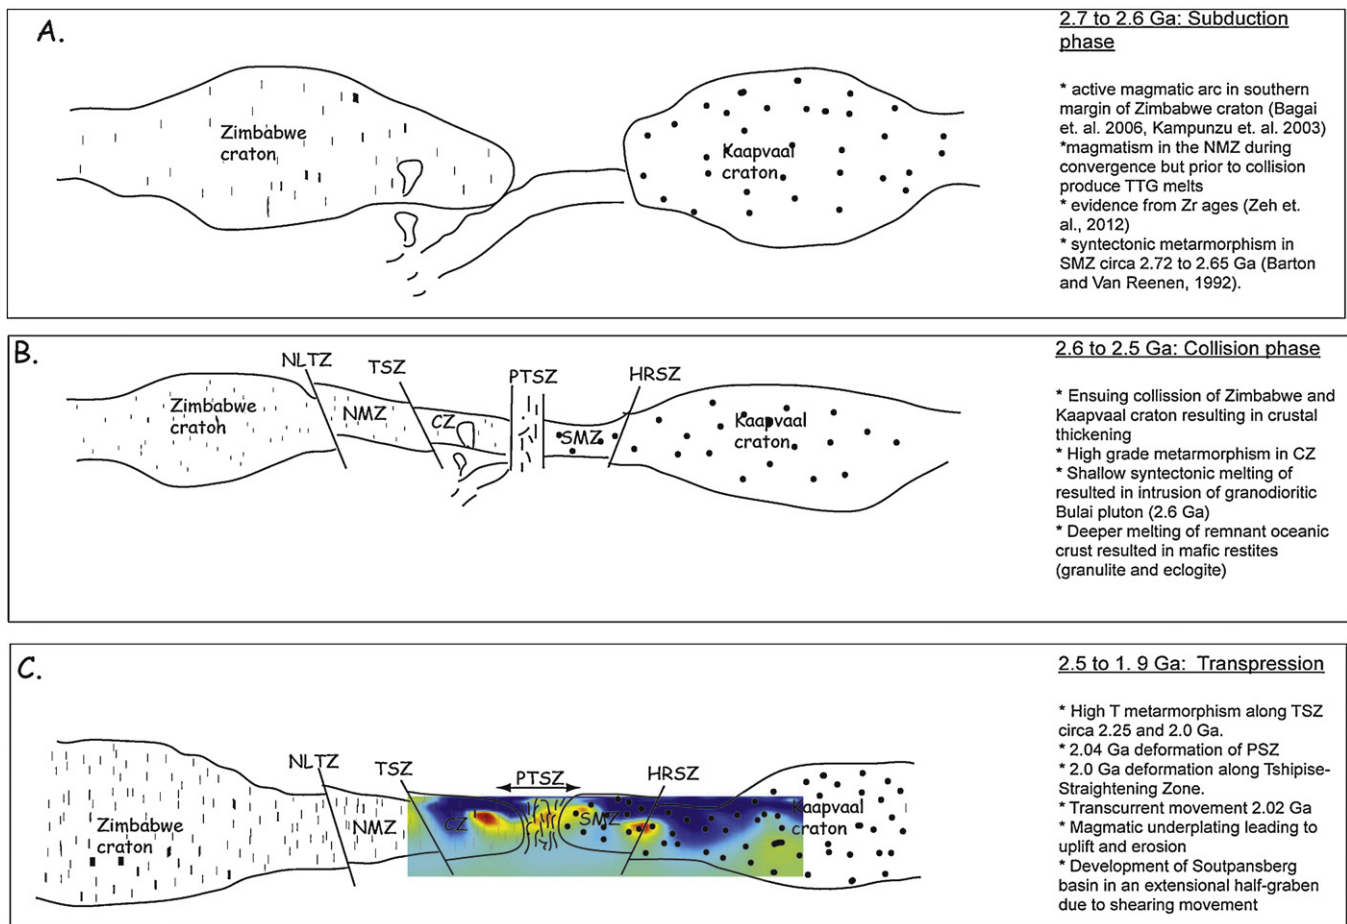 A.
Zimbabwe
craton
Kaapvaal
craton
2.7 to 2.6 Ga: Subduction
phase
* active magmatic arc in southern
margin of Zimbabwe craton (Bagai
et. al. 2006, Kampunzu et. al. 2003)
*magmatism in the NMZ during
convergence but prior to collision
produce TTG melts
* evidence from Zr ages (Zeh et.
al., 2012)
* syntectonic metarmorphism in
SMZ circa 2.72 to 2.65 Ga (Barton
and Van Reenen, 1992).
B.
NLTZ
TSZ
PTSZ
HRSZ
Zimbabwe
craton
NMZ
CZ
SMZ
Kaapvaal
craton
2.6 to 2.5 Ga: Collision phase
* Ensuing collission of Zimbabwe and
Kaapvaal craton resulting in crustal
thickening
* High grade metamorphism in CZ
* Shallow syntectonic melting of
resulted in intrusion of granodioritic
Bulai pluton (2.6 Ga)
* Deeper melting of remnant oceanic
crust resulted in mafic restites
(granulite and eclogite)
C.
NLTZ
TSZ
PTSZ
HRSZ
Zimbabwe
craton
NMZ
CZ
SMZ
Kaapvaal
craton
2.5 to 1. 9 Ga: Transpression
* High T metamorphism along TSZ
circa 2.25 and 2.0 Ga.
* 2.04 Ga deformation of PSZ
* 2.0 Ga deformation along Tshipise-
Straightening Zone.
* Transcurrent movement 2.02 Ga
* Magmatic underplating leading to
uplift and erosion
* Development of Soutpansberg
basin in an extensional half-graben
due to shearing movement